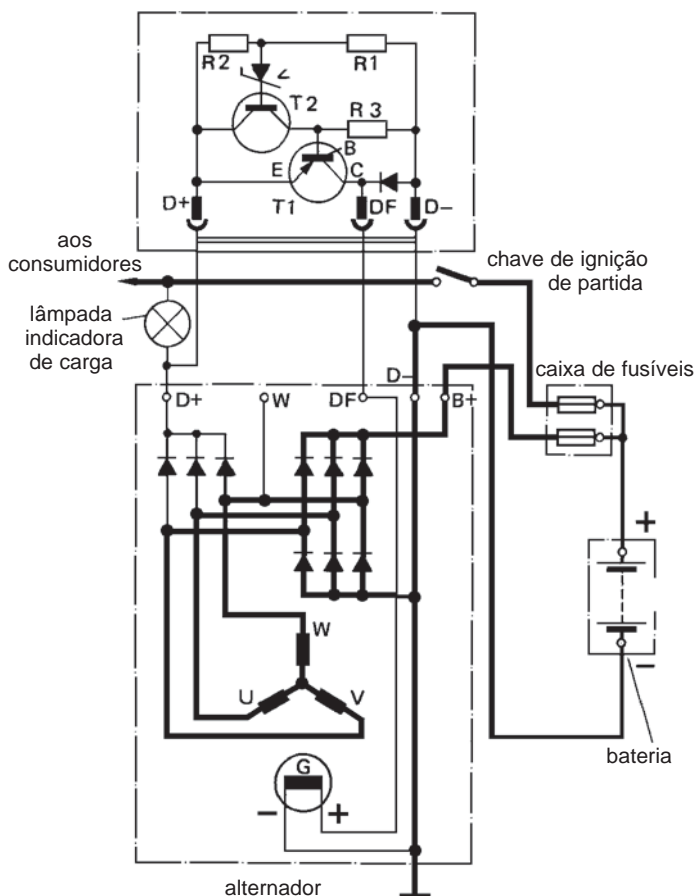 R2
R1
T2
R3
B
E
C
D+
T1
DF
D–
aos
consumidores
chave de ignição
de partida
lâmpada
indicadora
de carga
caixa de fusíveis
D+
W
DF
D–
B+
+
W
U
V
–
bateria
G
–
+
alternador